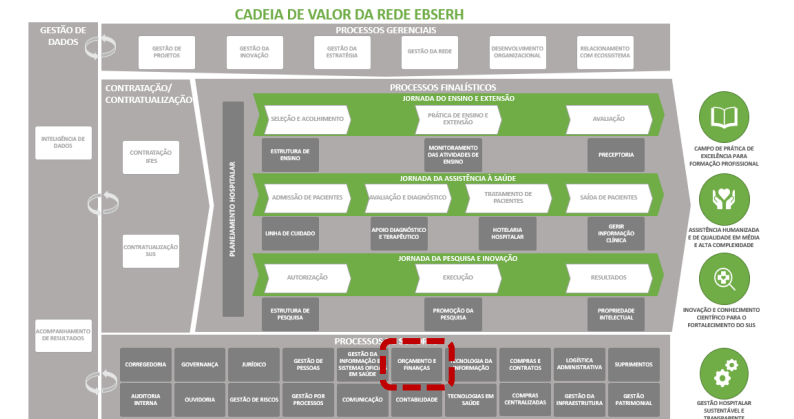 CADEIA DE VALOR DA REDE EBSERH
GESTÃO DE
DADOS
PROCESSOS GERENCIAIS
GESTÃO DE
PROJETOS
GESTÃO DA
INOVAÇÃO
GESTÃO DA
ESTRATÉGIA
GESTÃO DA REDE
DESENVOLVIMENTO
ORGANIZACIONAL
RELACIONAMENTO
COM ECOSSISTEMA
INTELIGÊNCIA DE
DADOS
ACOMPANHAMENTO
DE RESULTADOS
CONTRATAÇÃO/
CONTRATUALIZAÇÃO
CONTRATAÇÃO
IFES
CONTRATUALIZAÇÃO
SUS
PLANEJAMENTO HOSPITALAR
PROCESSOS FINALÍSTICOS
JORNADA DO ENSINO E EXTENSÃO
SELEÇÃO E ACOLHIMENTO
PRÁTICA DE ENSINO E
EXTENSÃO
AVALIAÇÃO
ESTRUTURA DE
ENSINO
MONITORAMENTO
DAS ATIVIDADES DE
ENSINO
PRECEPTORIA
JORNADA DA ASSISTÊNCIA À SAÚDE
ADMISSÃO DE PACIENTES
AVALIAÇÃO E DIAGNÓSTICO
TRATAMENTO DE
PACIENTES
SAÍDA DE PACIENTES
LINHA DE CUIDADO
APOIO DIAGNÓSTICO
E TERAPÊUTICO
HOTELARIA
HOSPITALAR
GERIR
INFORMAÇÃO
CLÍNICA
JORNADA DA PESQUISA E INOVAÇÃO
AUTORIZAÇÃO
EXECUÇÃO
RESULTADOS
ESTRUTURA DE
PESQUISA
PROMOÇÃO DA
PESQUISA
PROPRIEDADE
INTELECTUAL
CAMPO DE PRÁTICA DE
EXCELÊNCIA PARA
FORMAÇÃO PROFISSIONAL
ASSISTÊNCIA HUMANIZADA
E DE QUALIDADE EM MÉDIA
E ALTA COMPLEXIDADE
INOVAÇÃO E CONHECIMENTO
CIENTÍFICO PARA O
FORTALECIMENTO DO SUS
GESTÃO HOSPITALAR
SUSTENTÁVEL E
TRANSPARENTE
PROCESSOS
CORREGEDORIA
GOVERNANÇA
JURÍDICO
GESTÃO DE
PESSOAS
GESTÃO DA
INFORMAÇÃO E
SISTEMAS
EM SAÚDE
ORÇAMENTO E
FINANÇAS
TECNOLOGIA DA
INFORMAÇÃO
COMPRAS E
CONTRATOS
LOGÍSTICA
ADMINISTRATIVA
SUPRIMENTOS
AUDITORIA
INTERNA
OUVIDORIA
GESTÃO DE RISCOS
GESTÃO POR
PROCESSOS
COMUNICAÇÃO
CONTABILIDADE
TECNOLOGIAS EM
SAÚDE
COMPRAS
CENTRALIZADAS
GESTÃO DA
INFRAESTRUTURA
GESTÃO
PATRIMONIAL